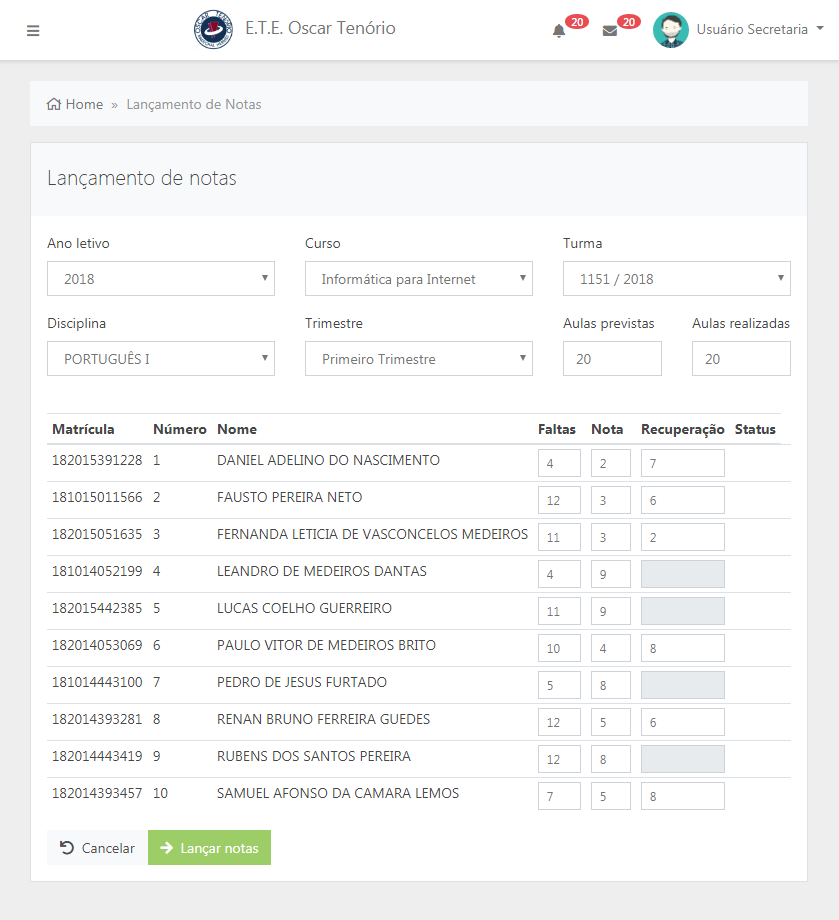 E.T.E. Oscar Tenório 20 20 Usuário Secretaria
Home » Lançamento de Notas
Lançamento de notas
Ano letivo Curso Turma
2018 Informática para Internet 1151 / 2018
Disciplina Trimestre Aulas previstas Aulas realizadas
PORTUGUÊS I Primeiro Trimestre 20 20
Matrícula Número Nome Faltas Nota Recuperação Status
182015391228 1 DANIEL ADELINO DO NASCIMENTO 4 2 7
181015011566 2 FAUSTO PEREIRA NETO 12 3 6
182015051635 3 FERNANDA LETICIA DE VASCONCELOS MEDEIROS 11 3 2
181014052199 4 LEANDRO DE MEDEIROS DANTAS 4 9
182015442385 5 LUCAS COELHO GUERREIRO 11 9
182014053069 6 PAULO VITOR DE MEDEIROS BRITO 10 4 8
181014443100 7 PEDRO DE JESUS FURTADO 5 8
182014393281 8 RENAN BRUNO FERREIRA GUEDES 12 5 6
182014443419 9 RUBENS DOS SANTOS PEREIRA 12 8
182014393457 10 SAMUEL AFONSO DA CAMARA LEMOS 7 5 8
Cancelar Lançar notas